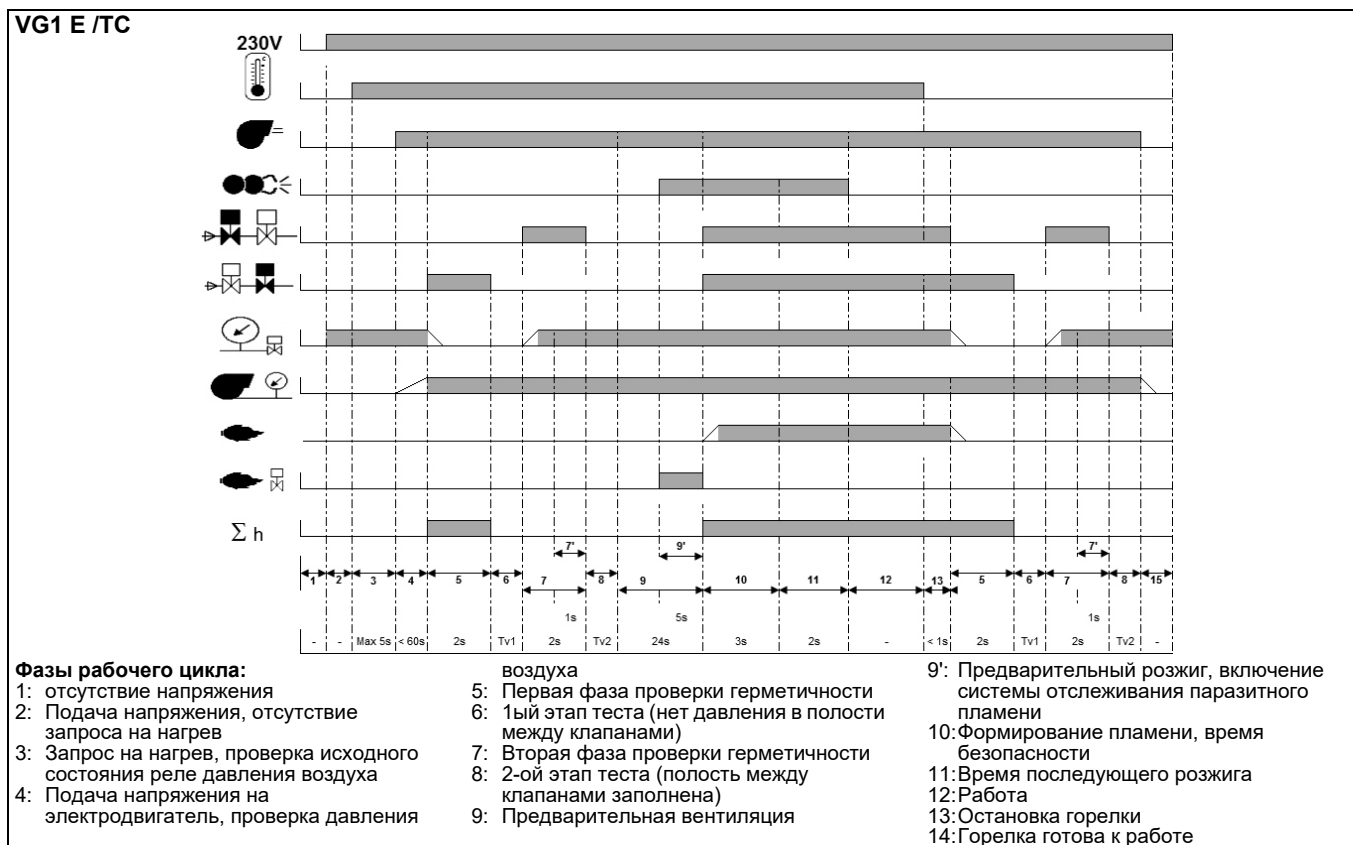 VG1 E /TC
230V
Σ h
7' 9' 7'
1 2 3 4 5 6 7 8 9 10 11 12 13 5 6 7 8 15
1s 5s 1s
- - Max 5s < 60s 2s Tv1 2s Tv2 24s 3s 2s - < 1s 2s Tv1 2s Tv2 -
Фазы рабочего цикла:
1: отсутствие напряжения
2: Подача напряжения, отсутствие
запроса на нагрев
3: Запрос на нагрев, проверка исходного
состояния реле давления воздуха
4: Подача напряжения на
электродвигатель, проверка давления
воздуха
5: Первая фаза проверки герметичности
6: 1ый этап теста (нет давления в полости
между клапанами)
7: Вторая фаза проверки герметичности
8: 2-ой этап теста (полость между
клапанами заполнена)
9: Предварительная вентиляция
9': Предварительный розжиг, включение
системы отслеживания паразитного
пламени
10:Формирование пламени, время
безопасности
11:Время последующего розжига
12:Работа
13:Остановка горелки
14:Горелка готова к работе